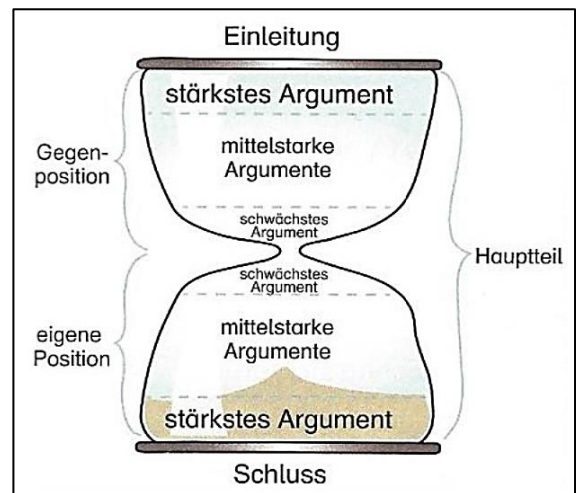 Einleitung
stärkstes Argument
mittelstarke
Argumente
Gegen-
position
schwächstes
Argument
Hauptteil
schwächstes
Argument
eigene
Position
mittelstarke
Argumente
stärkstes Argument
Schluss